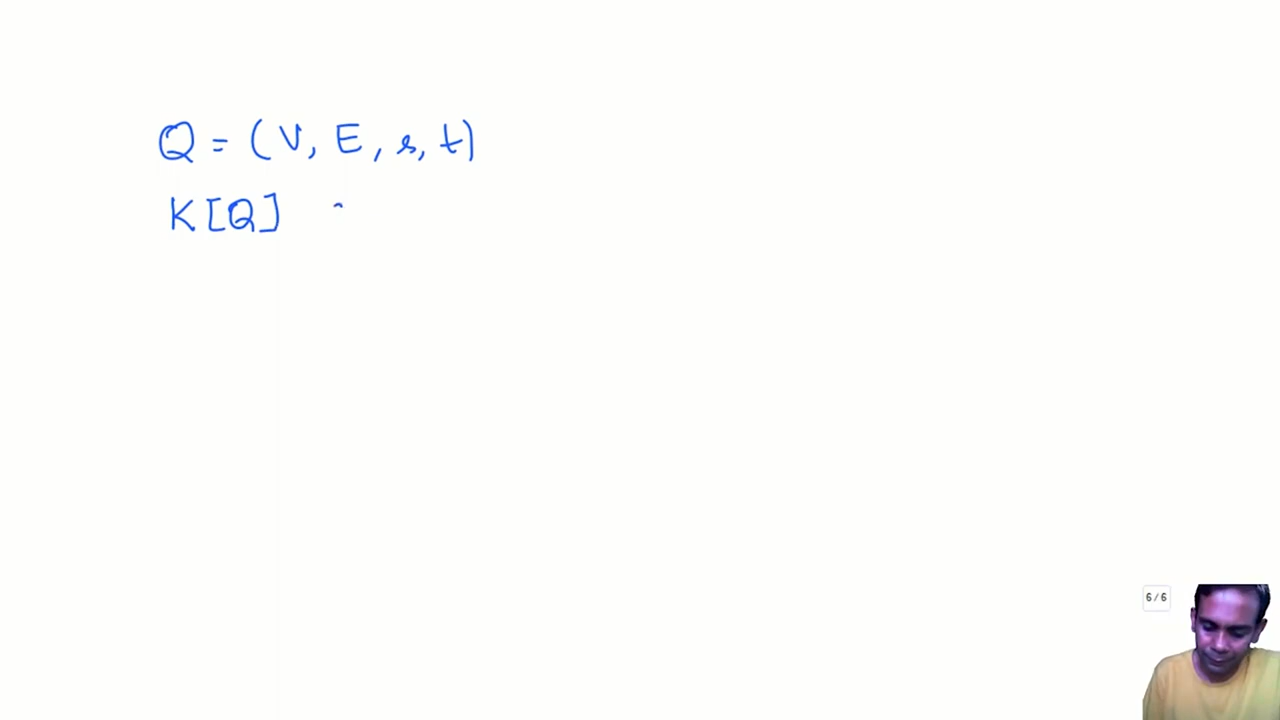 Q = (V, E, s, t)
K[Q]
6 / 6